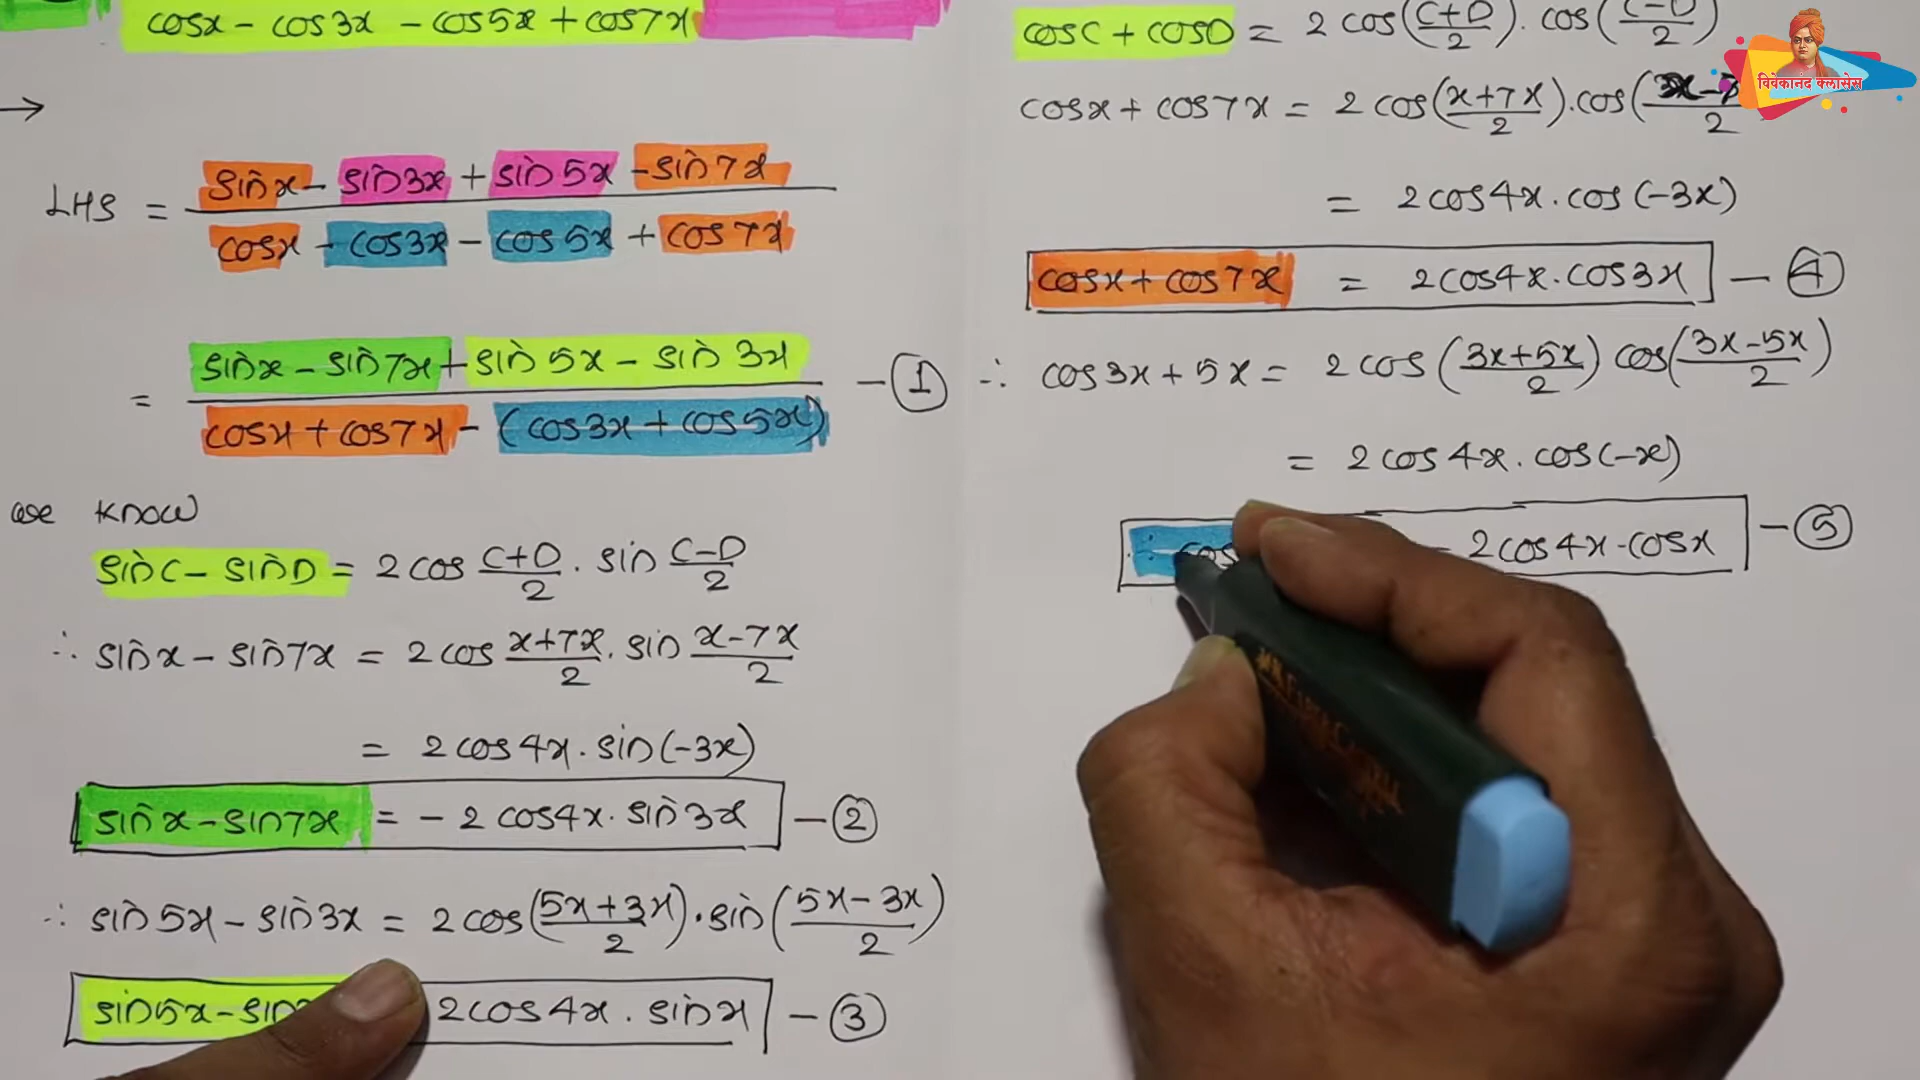 cosx - cos3x - cos5x + cos7x
→
LHS = (sinx - sin3x + sin5x - sin7x) / (cosx - cos3x - cos5x + cos7x)
= (sinx - sin7x + sin5x - sin3x) / (cosx + cos7x - (cos3x + cos5x)) - ①
we know
sinC - sinD = 2cos (C+D)/2 . sin (C-D)/2
∴ sinx - sin7x = 2cos (x+7x)/2 . sin (x-7x)/2
= 2cos4x . sin(-3x)
sinx - sin7x = - 2cos4x . sin3x - ②
∴ sin5x - sin3x = 2cos((5x+3x)/2) . sin((5x-3x)/2)
sin5x - 2cos4x . sinx - ③
cosC + cosD = 2cos((C+D)/2) . cos((C-D)/2)
cosx + cos7x = 2cos((x+7x)/2) . cos(
= 2cos4x . cos(-3x)
cosx + cos7x = 2cos4x . cos3x - ④
∴ cos3x + 5x = 2cos((3x+5x)/2) cos((3x-5x)/2)
= 2cos4x . cos(-x)
∴ cos 2cos4x . cosx - ⑤
विवेकानंद क्लासेस